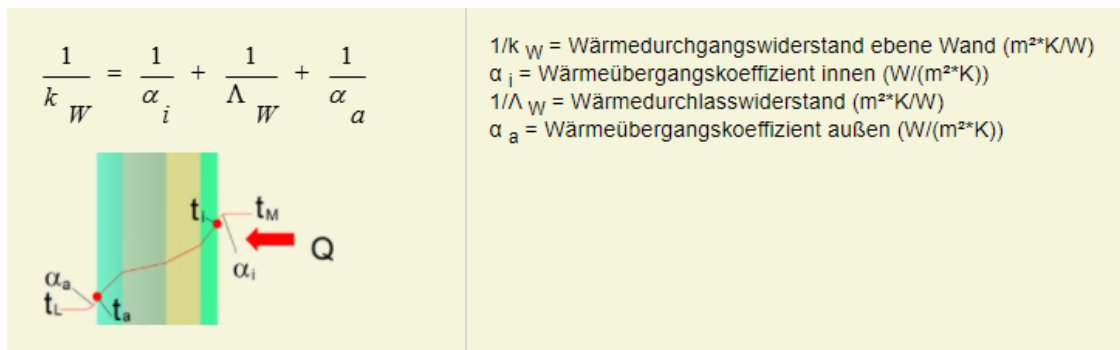 1/k W = 1/α i + 1/Λ W + 1/α a
1/k W = Wärmedurchgangswiderstand ebene Wand (m²*K/W)
α i = Wärmeübergangskoeffizient innen (W/(m²*K))
1/Λ W = Wärmedurchlasswiderstand (m²*K/W)
α a = Wärmeübergangskoeffizient außen (W/(m²*K))
ti
tM
Q
αi
αa
tL
ta